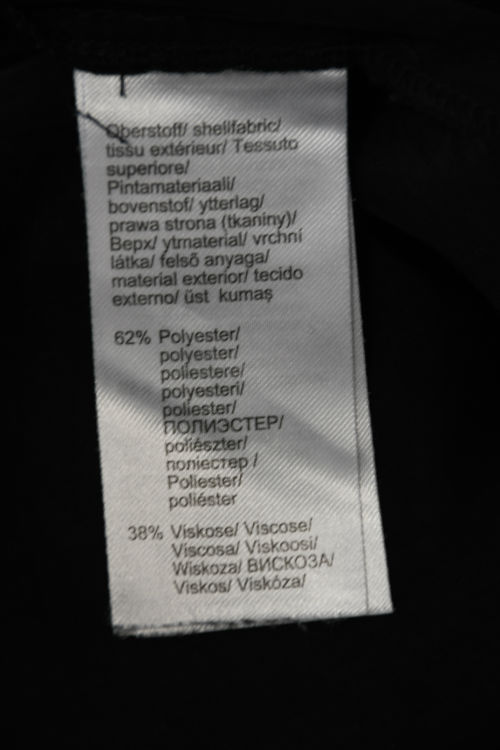 Oberstoff/ shellfabric/
tissu extérieur/ Tessuto
superiore/
Pintamateriaali/
bovenstof/ ytterlag/
prawa strona (tkaniny)/
Bepx/ ytmaterial/ vrchní
látka/ felső anyaga/
material exterior/ tecido
externo/ üst kumaş
62% Polyester/
polyester/
poliestere/
polyesteri/
poliester/
ПОЛИЭСТЕР/
poliészter/
поліестер /
Poliester/
poliéster
38% Viskose/ Viscose/
Viscosa/ Viskoosi/
Wiskoza/ ВИСКОЗА/
Viskos/ Viskóza/